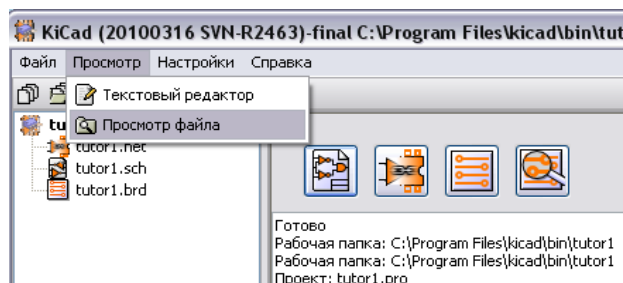 KiCad (20100316 SVN-R2463)-final C:\Program Files\kicad\bin\tut
Файл Просмотр Настройки Справка
Текстовый редактор
Просмотр файла
tu
tutor1.net
tutor1.sch
tutor1.brd
Готово
Рабочая папка: C:\Program Files\kicad\bin\tutor1
Рабочая папка: C:\Program Files\kicad\bin\tutor1
Проект: tutor1.pro